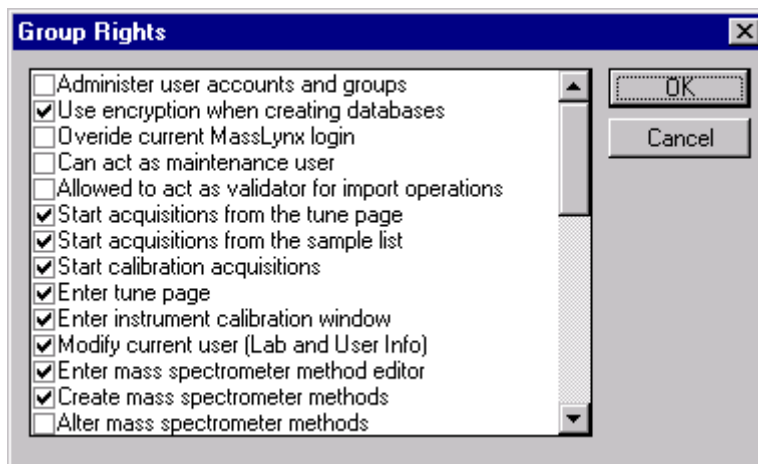 Group Rights
Administer user accounts and groups
Use encryption when creating databases
Overide current MassLynx login
Can act as maintenance user
Allowed to act as validator for import operations
Start acquisitions from the tune page
Start acquisitions from the sample list
Start calibration acquisitions
Enter tune page
Enter instrument calibration window
Modify current user (Lab and User Info)
Enter mass spectrometer method editor
Create mass spectrometer methods
Alter mass spectrometer methods
OK
Cancel